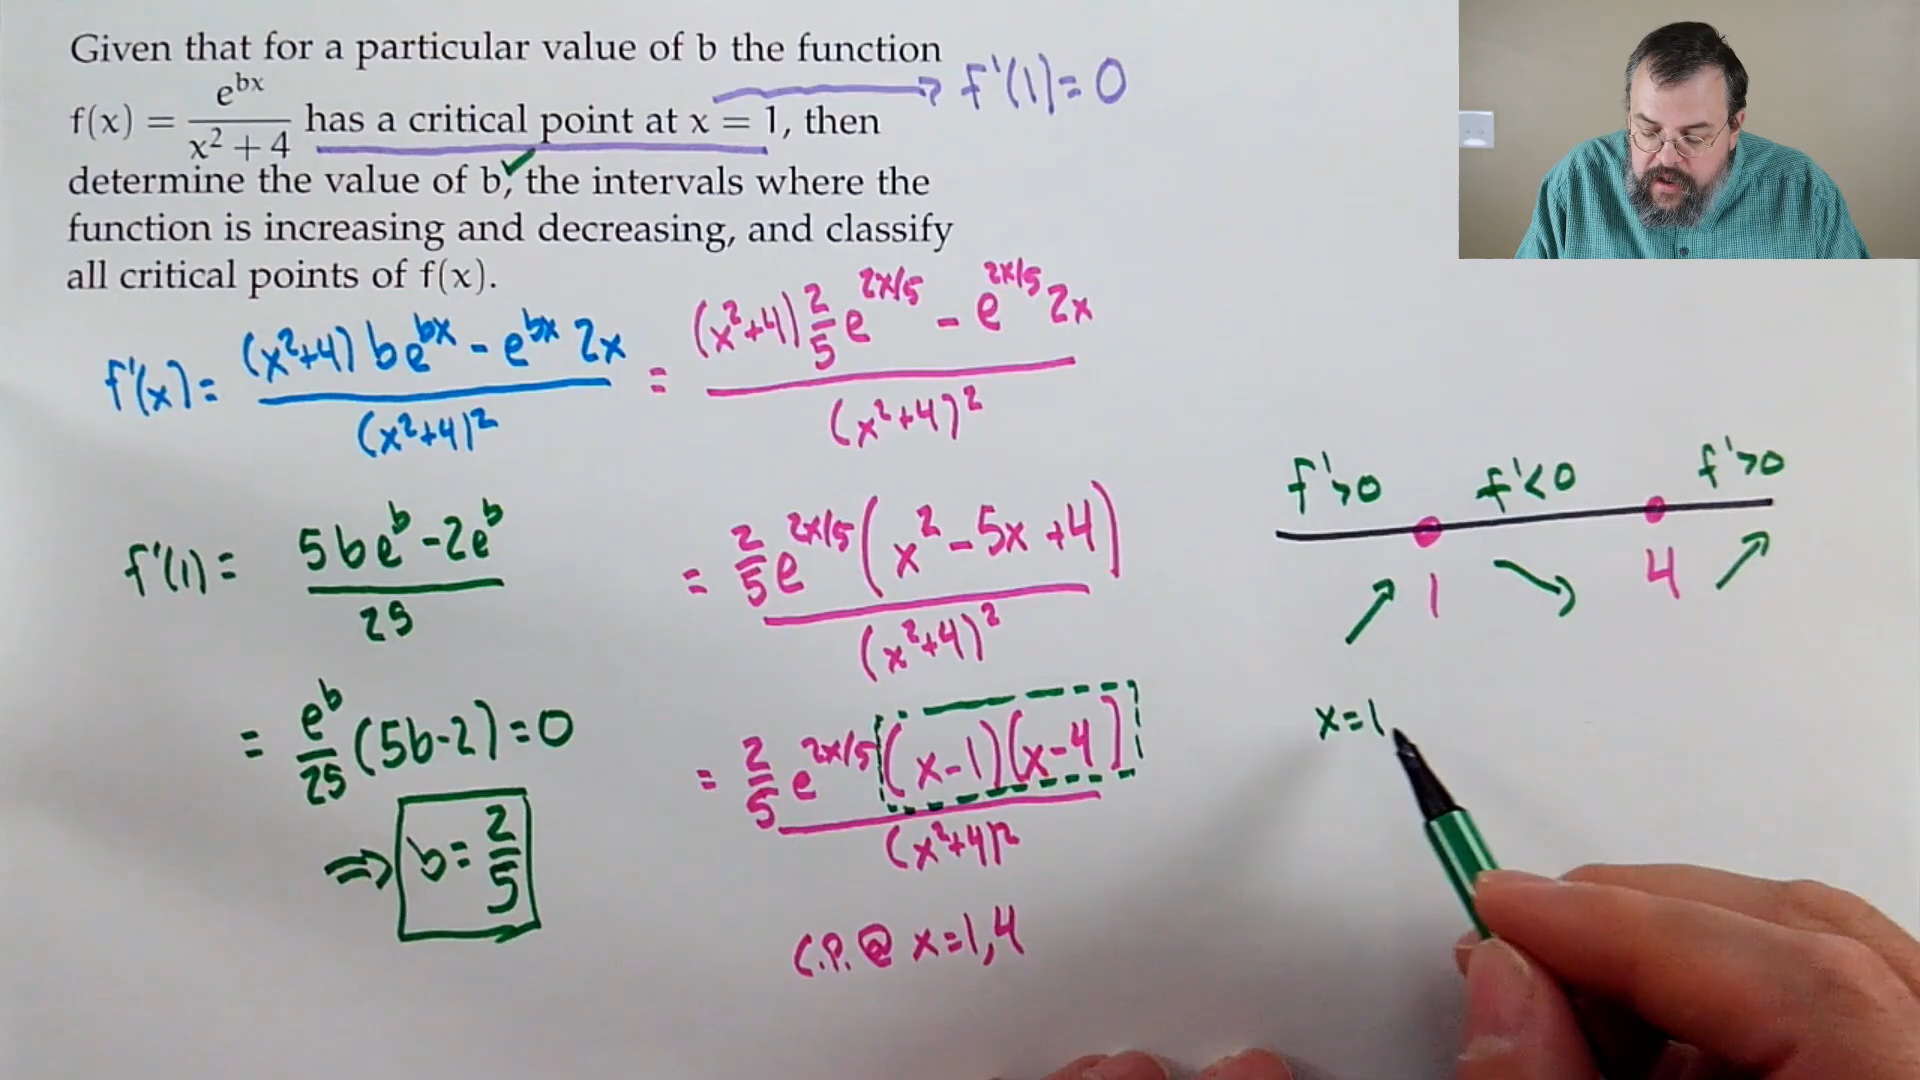 Given that for a particular value of b the function
f(x) = e^{bx} / (x² + 4) has a critical point at x = 1, then
determine the value of b, the intervals where the
function is increasing and decreasing, and classify
all critical points of f(x).
→ f'(1) = 0
f'(x) = ((x²+4) b e^{bx} - e^{bx} 2x) / (x²+4)² = ((x²+4) 2/5 e^{2x/5} - e^{2x/5} 2x) / (x²+4)²
f'(1) = (5be^b - 2e^b) / 25
= e^b/25 (5b-2) = 0
⇒ b = 2/5
= 2/5 e^{2x/5} (x² - 5x + 4) / (x²+4)²
= 2/5 e^{2x/5} (x-1)(x-4) / (x²+4)²
C.P. @ x=1,4
f'>0 f'<0 f'>0
1 4
x=1